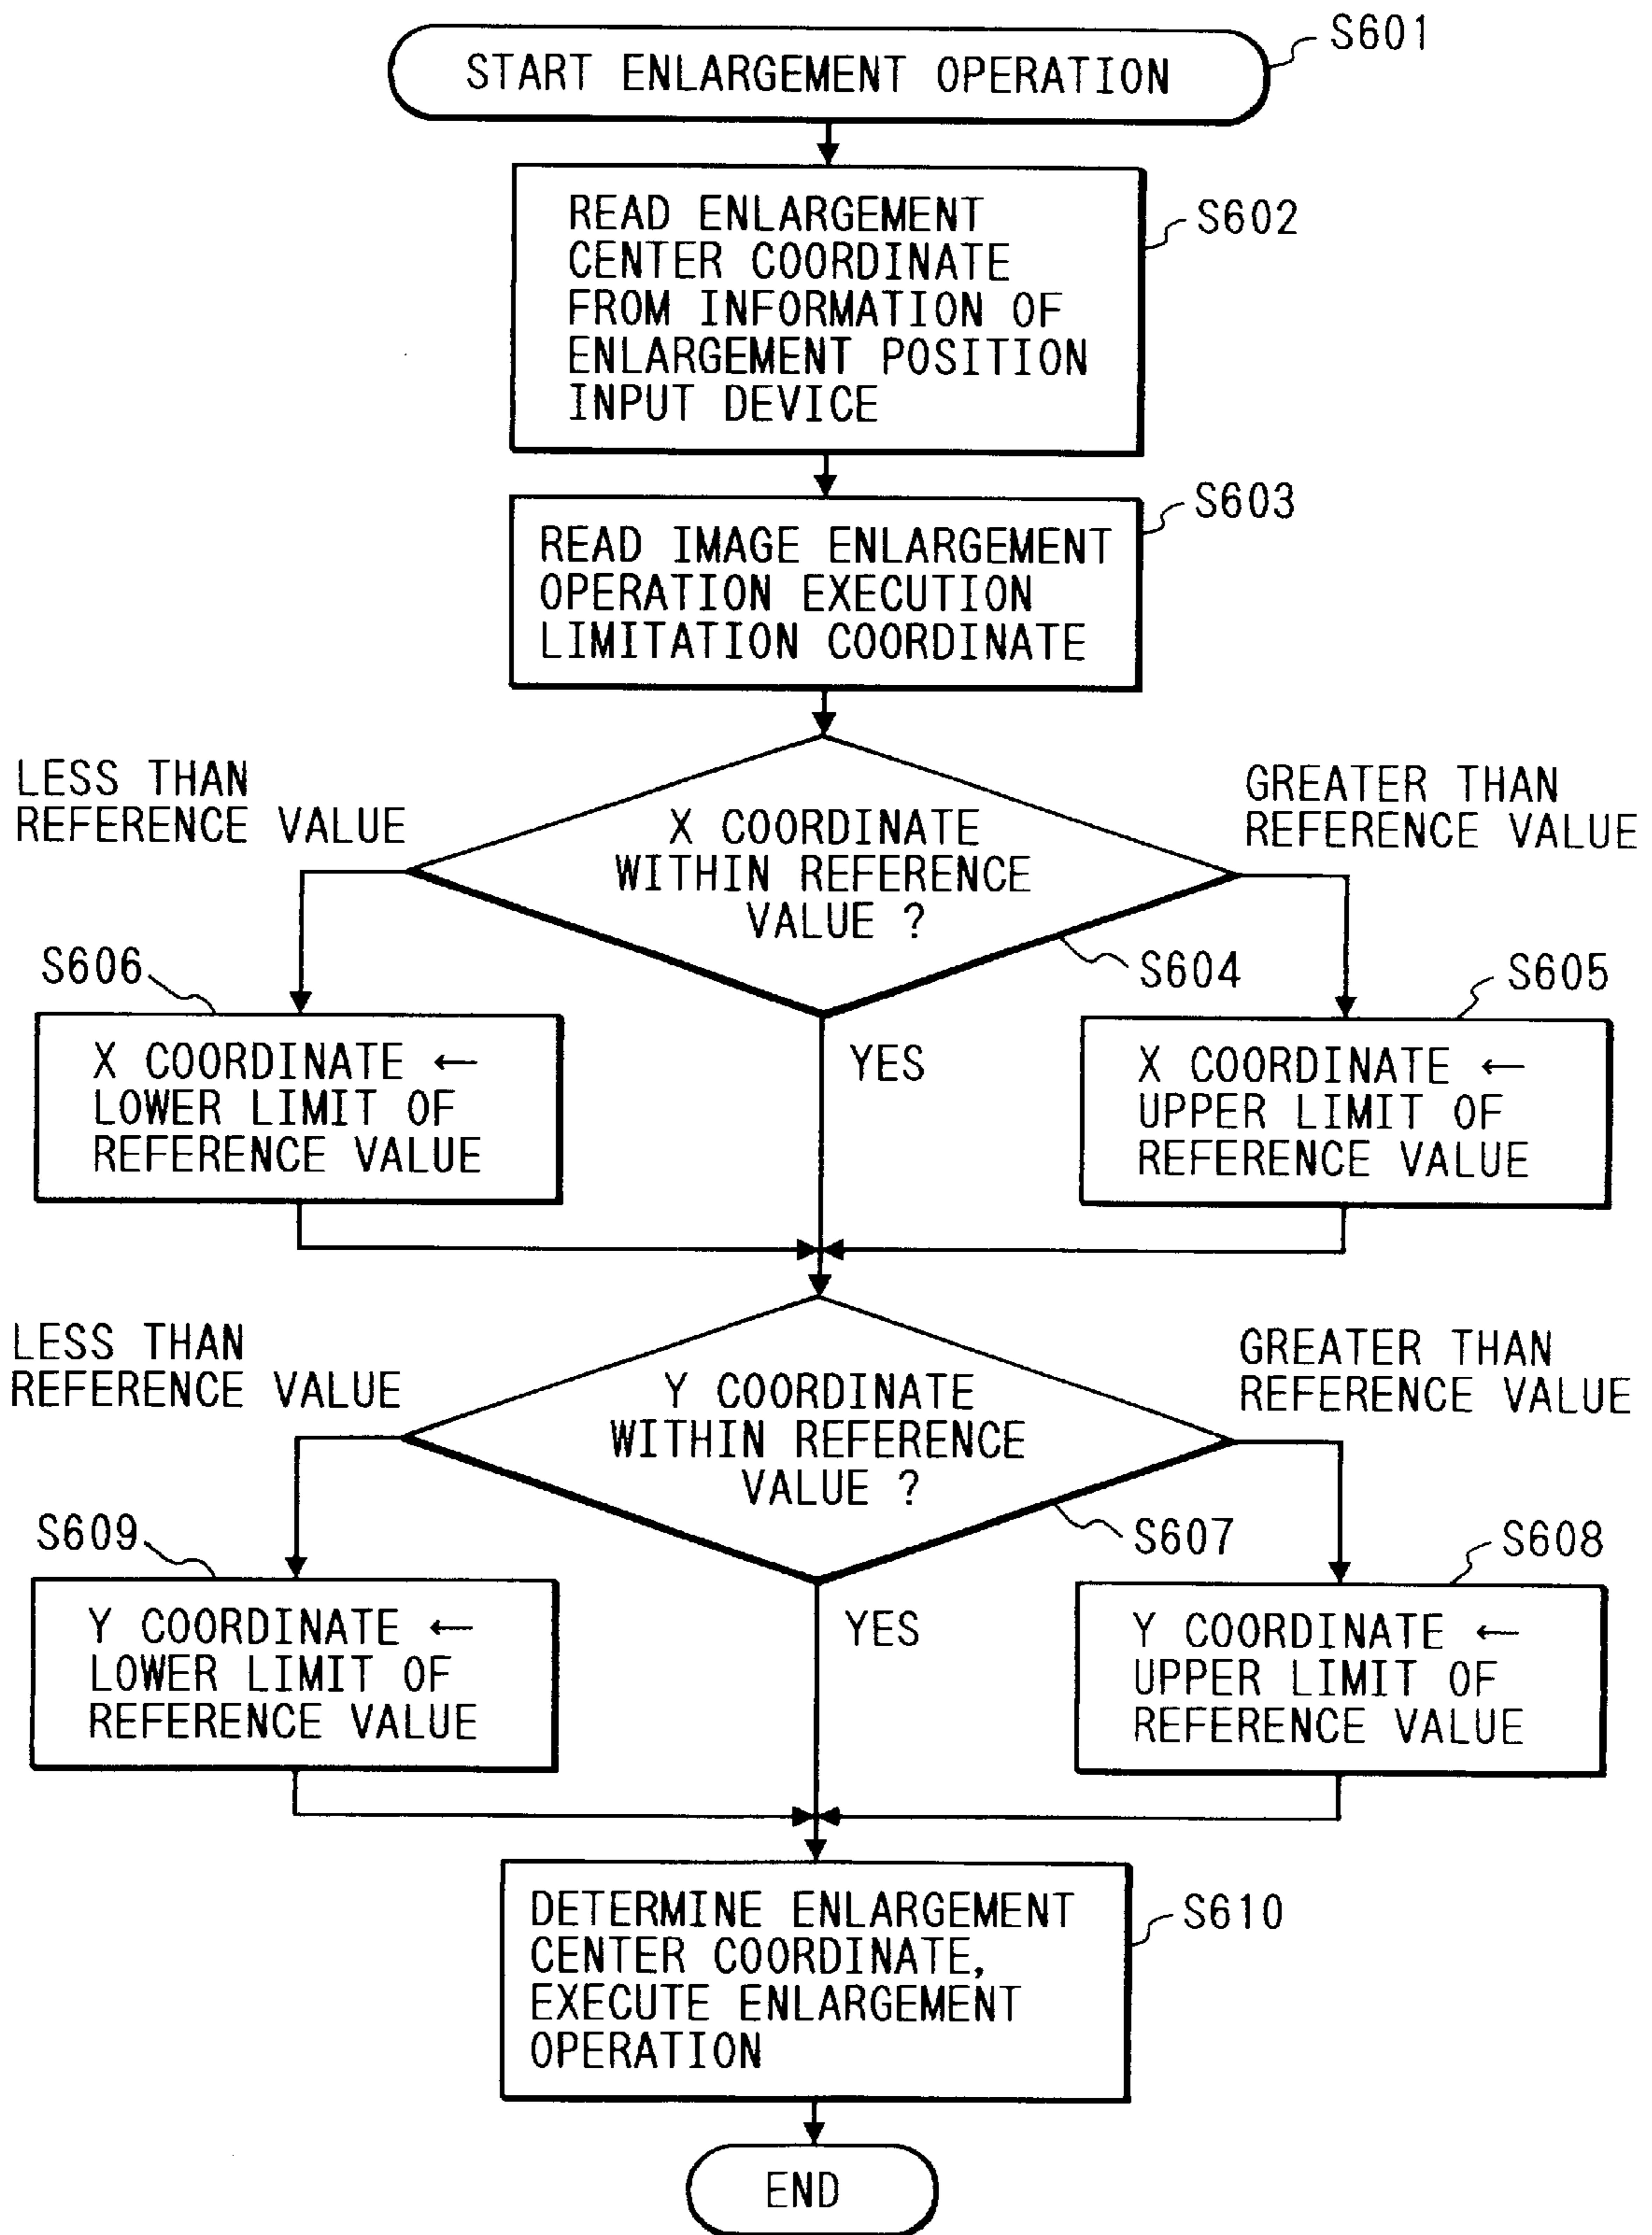 START ENLARGEMENT OPERATION
S601
READ ENLARGEMENT
CENTER COORDINATE
FROM INFORMATION OF
ENLARGEMENT POSITION
INPUT DEVICE
S602
READ IMAGE ENLARGEMENT
OPERATION EXECUTION
LIMITATION COORDINATE
S603
LESS THAN
REFERENCE VALUE
X COORDINATE
WITHIN REFERENCE
VALUE ?
GREATER THAN
REFERENCE VALUE
S604
S606
X COORDINATE ←
LOWER LIMIT OF
REFERENCE VALUE
YES
S605
X COORDINATE ←
UPPER LIMIT OF
REFERENCE VALUE
LESS THAN
REFERENCE VALUE
Y COORDINATE
WITHIN REFERENCE
VALUE ?
GREATER THAN
REFERENCE VALUE
S607
S609
Y COORDINATE ←
LOWER LIMIT OF
REFERENCE VALUE
YES
S608
Y COORDINATE ←
UPPER LIMIT OF
REFERENCE VALUE
DETERMINE ENLARGEMENT
CENTER COORDINATE,
EXECUTE ENLARGEMENT
OPERATION
S610
END